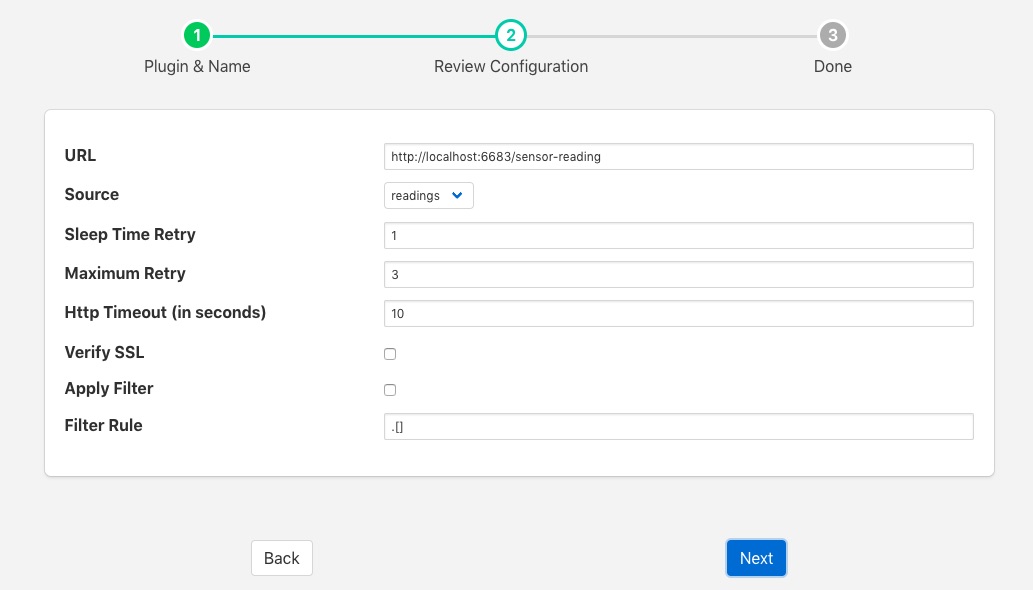 1 2 3
Plugin & Name Review Configuration Done
URL http://localhost:6683/sensor-reading
Source readings
Sleep Time Retry 1
Maximum Retry 3
Http Timeout (in seconds) 10
Verify SSL
Apply Filter
Filter Rule .[]
Back Next